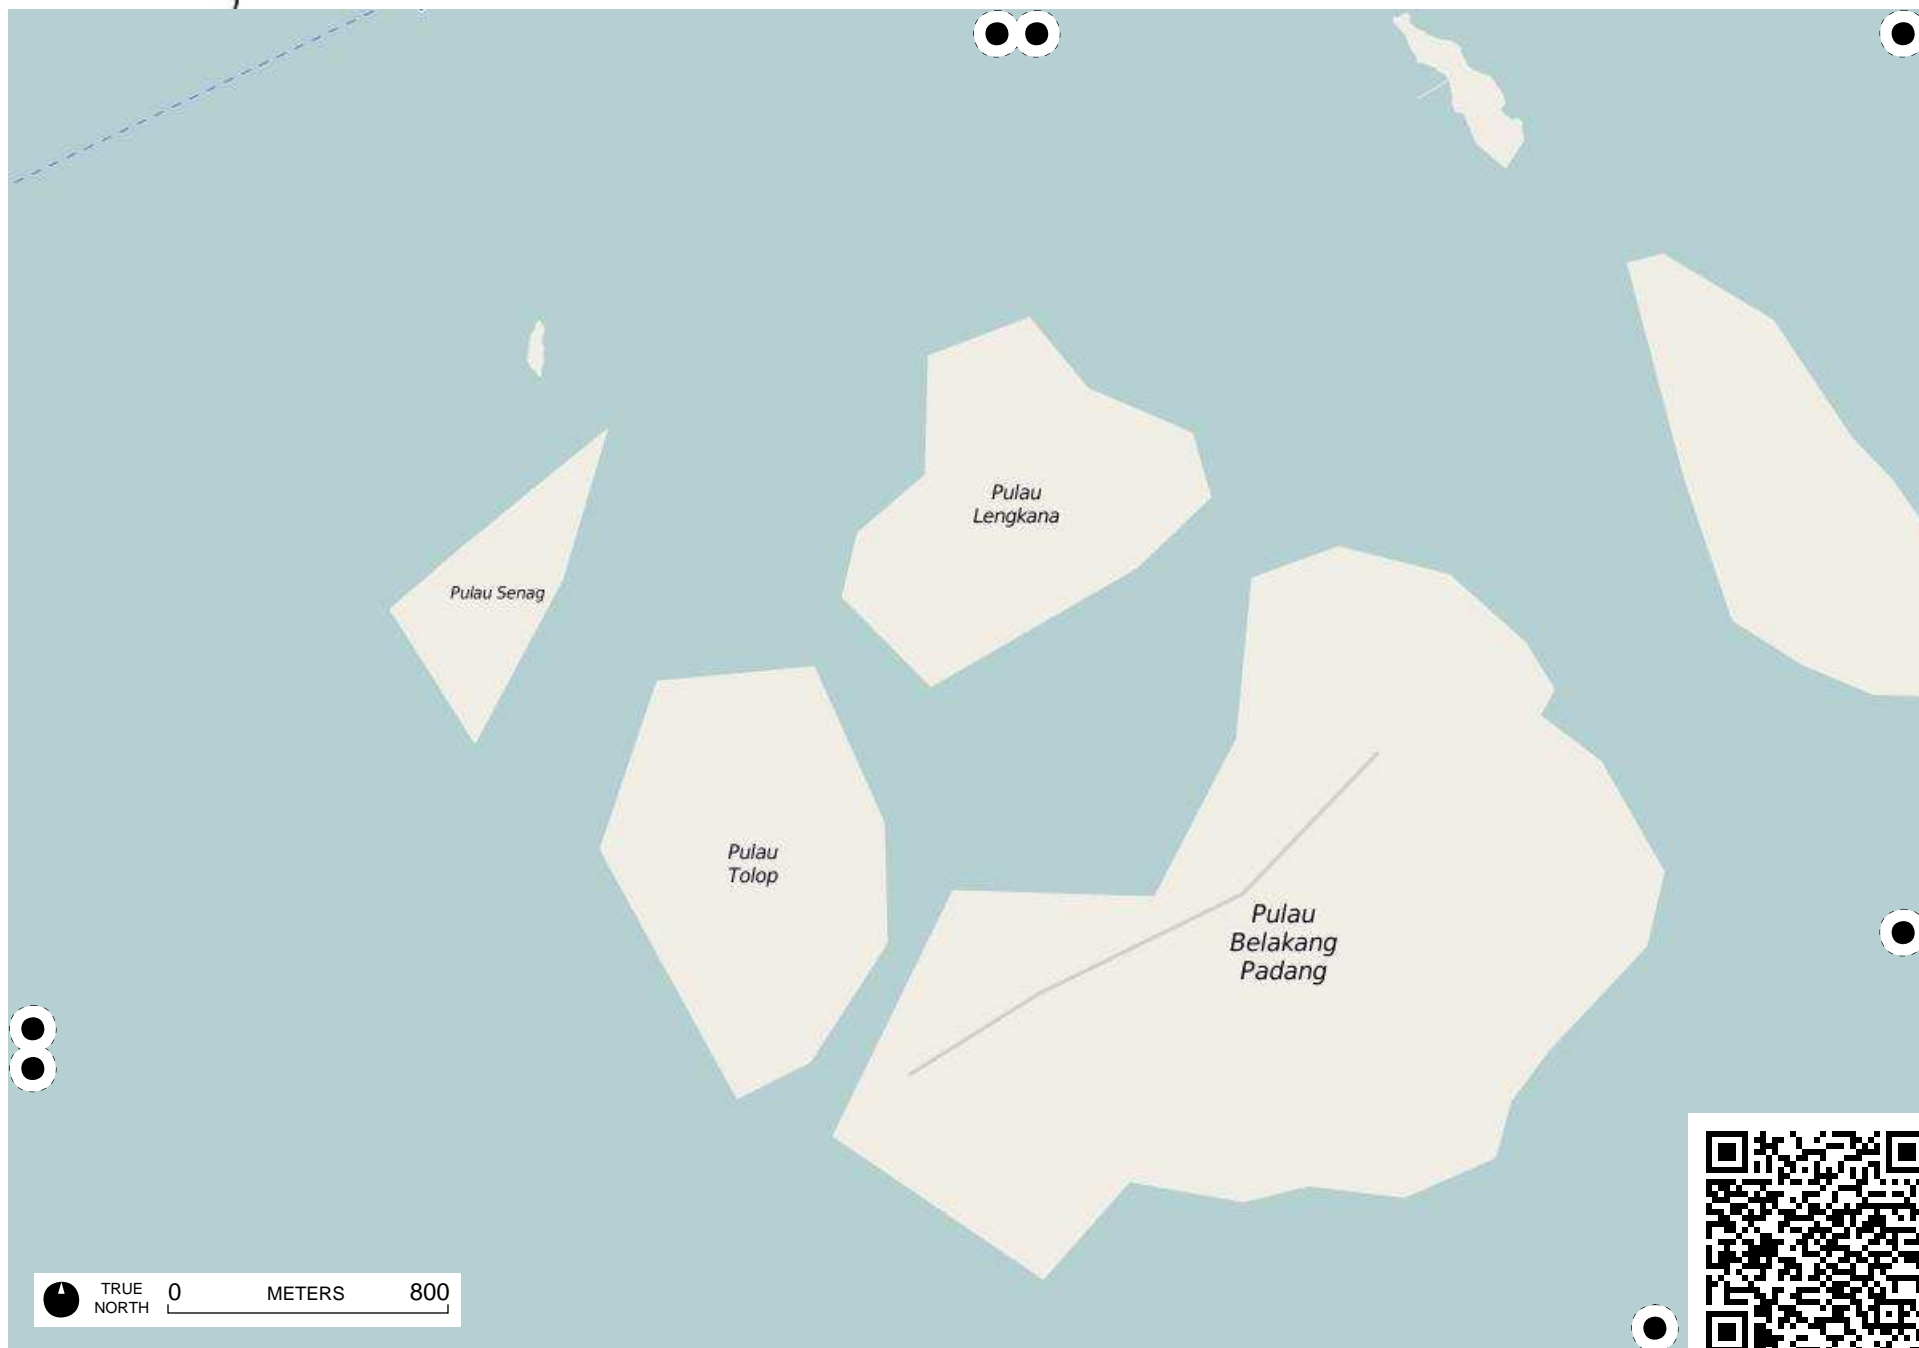 Pulau
Lengkana
Pulau Senag
Pulau
Tolop
Pulau
Belakang
Padang
TRUE
NORTH
0 METERS 800